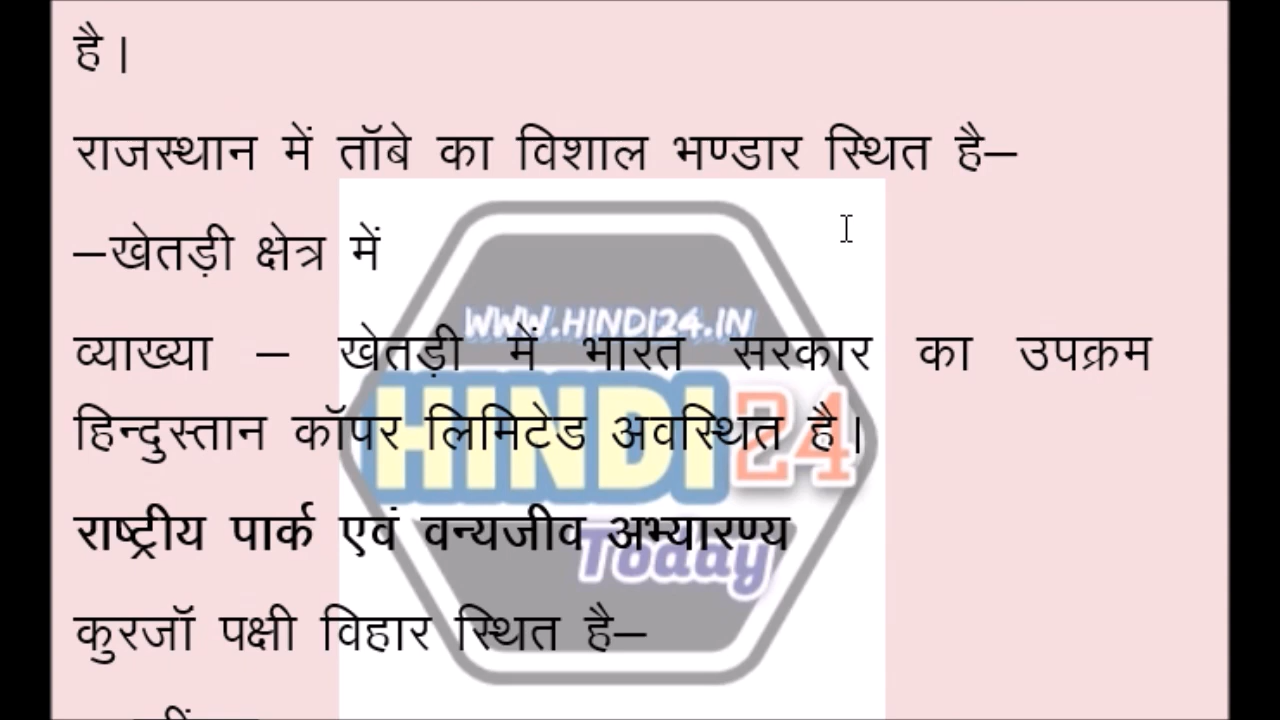 है।
राजस्थान में तॉबे का विशाल भण्डार स्थित है–
–खेतड़ी क्षेत्र में
WWW.HINDI24.IN
व्याख्या – खेतड़ी में भारत सरकार का उपक्रम
HINDI24
हिन्दुस्तान कॉपर लिमिटेड अवस्थित है।
राष्ट्रीय पार्क एवं वन्यजीव अभ्यारण्य
Today
कुरजॉ पक्षी विहार स्थित है–